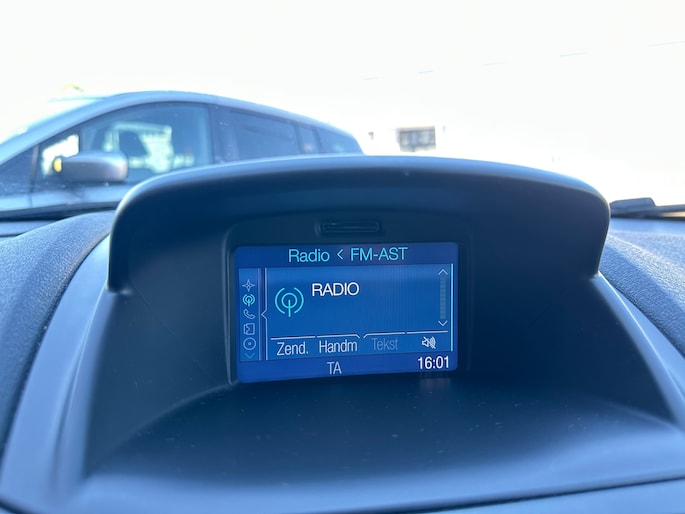 Radio < FM-AST
RADIO
Zend. Handm Tekst
TA 16:01